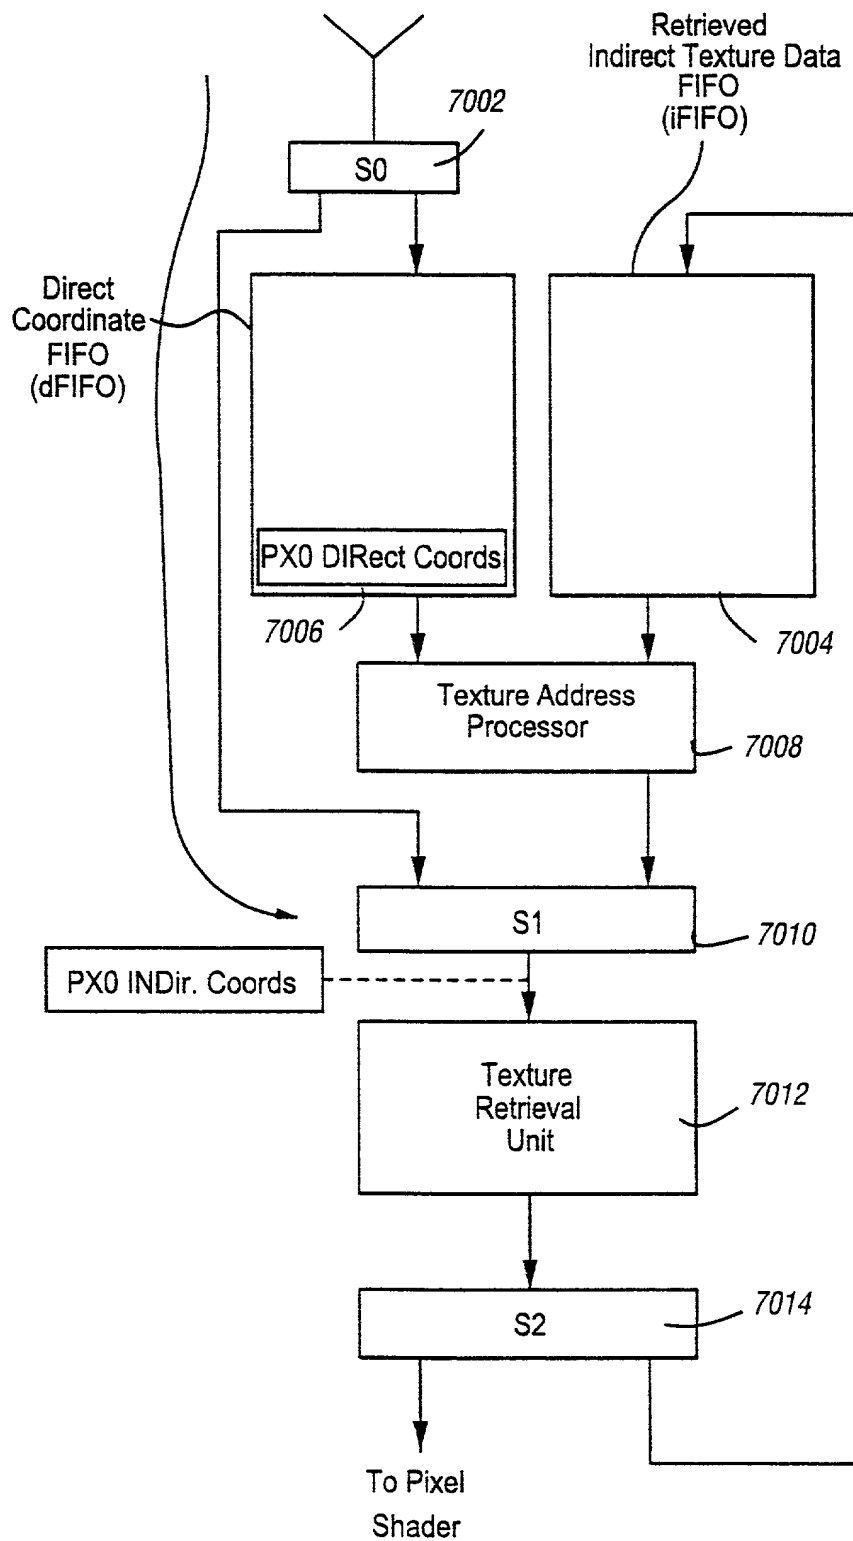 Retrieved
Indirect Texture Data
FIFO
(iFIFO)
7002
S0
Direct
Coordinate
FIFO
(dFIFO)
PX0 DIRect Coords
7006
7004
Texture Address
Processor
7008
S1
7010
PX0 INDir. Coords
Texture
Retrieval
Unit
7012
S2
7014
To Pixel
Shader